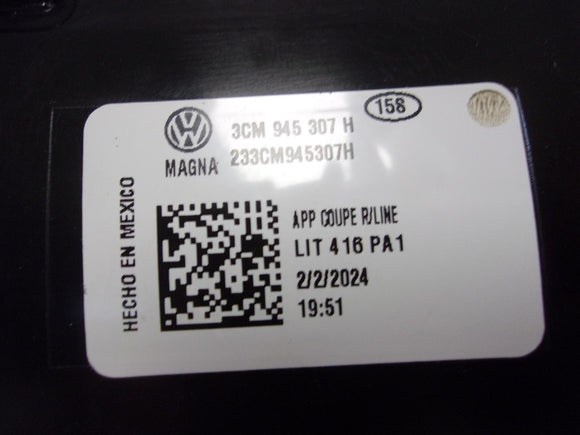 158
3CM 945 307 H
MAGNA 233CM945307H
HECHO EN MEXICO
APP COUPE R/LINE
LIT 416 PA1
2/2/2024
19:51